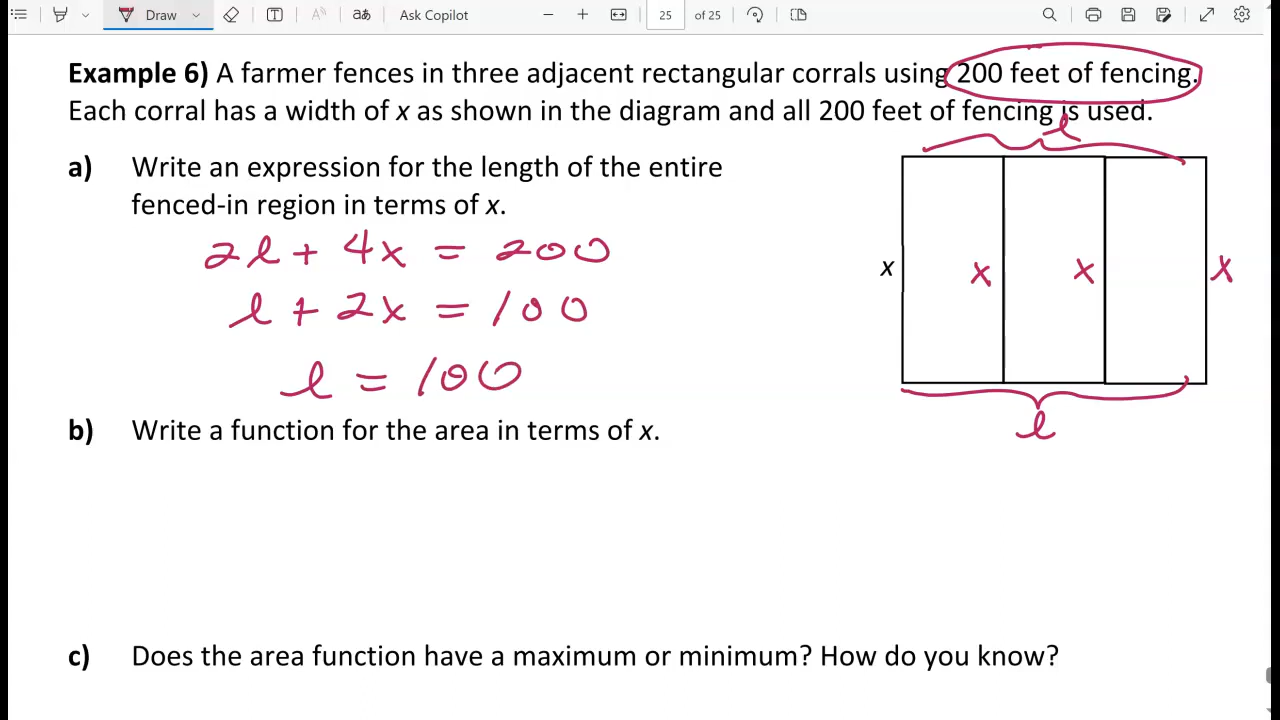 Draw
Ask Copilot
25 of 25
Example 6) A farmer fences in three adjacent rectangular corrals using 200 feet of fencing.
Each corral has a width of x as shown in the diagram and all 200 feet of fencing is used.
l
a) Write an expression for the length of the entire
fenced-in region in terms of x.
2l + 4x = 200
x x x x
l + 2x = 100
l = 100
l
b) Write a function for the area in terms of x.
c) Does the area function have a maximum or minimum? How do you know?